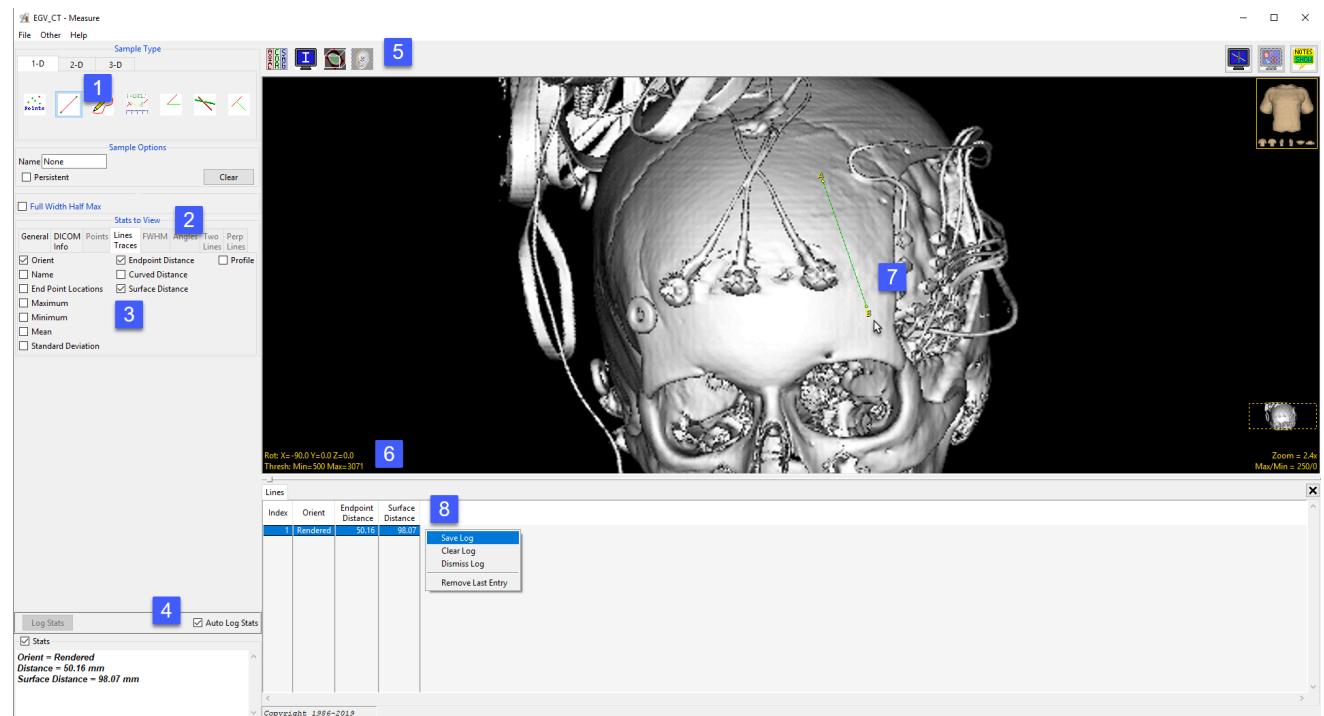 EGV_CT - Measure
File Other Help
Sample Type
1-D 2-D 3-D
1
Points
Sample Options
Name None
Persistent Clear
Full Width Half Max
2
Stats to View
General DICOM Info Points Lines Traces FWHM Angles Two Lines Perp Lines
Orient Endpoint Distance Profile
Name Curved Distance
End Point Locations Surface Distance
Maximum
Minimum
3
Mean
Standard Deviation
4
Log Stats Auto Log Stats
Stats
Orient = Rendered
Distance = 50.16 mm
Surface Distance = 98.07 mm
5
NOTES
SHOW
A
7
B
6
Rot: X=-90.0 Y=0.0 Z=0.0
Thresh: Min=500 Max=3071
Zoom = 2.4x
Max/Min = 250/0
Lines
Index Orient Endpoint Distance Surface Distance
8
1 Rendered 50.16 98.07
Save Log
Clear Log
Dismiss Log
Remove Last Entry
Copyright 1986-2019